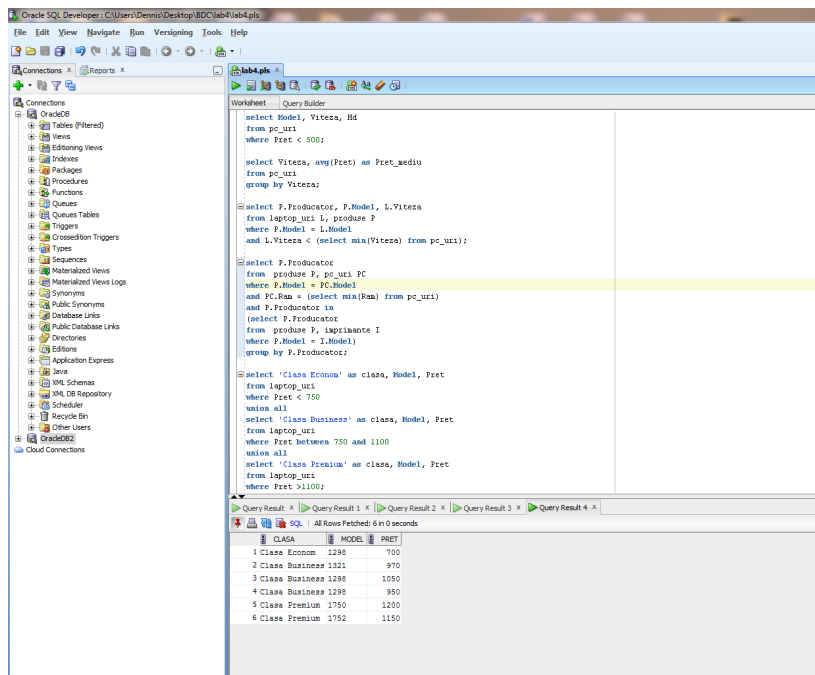 Oracle SQL Developer : C:\Users\Dennis\Desktop\BDC\lab4\lab4.pls
File Edit View Navigate Run Versioning Tools Help
Connections x Reports x
Connections
OracleDB
Tables (Filtered)
Views
Editioning Views
Indexes
Packages
Procedures
Functions
Queues
Queues Tables
Triggers
Crossedition Triggers
Types
Sequences
Materialized Views
Materialized Views Logs
Synonyms
Public Synonyms
Database Links
Public Database Links
Directories
Editions
Application Express
Java
XML Schemas
XML DB Repository
Scheduler
Recycle Bin
Other Users
OracleDB2
Cloud Connections
lab4.pls x
Worksheet Query Builder
select Model, Viteza, Hd
from pc_uri
where Pret < 500;
select Viteza, avg(Pret) as Pret_mediu
from pc_uri
group by Viteza;
select P.Producator, P.Model, L.Viteza
from laptop_uri L, produse P
where P.Model = L.Model
and L.Viteza < (select min(Viteza) from pc_uri);
select P.Producator
from produse P, pc_uri PC
where P.Model = PC.Model
and PC.Ram = (select min(Ram) from pc_uri)
and P.Producator in
(select P.Producator
from produse P, imprimante I
where P.Model = I.Model)
group by P.Producator;
select 'Clasa Econom' as clasa, Model, Pret
from laptop_uri
where Pret < 750
union all
select 'Clasa Business' as clasa, Model, Pret
from laptop_uri
where Pret between 750 and 1100
union all
select 'Clasa Premium' as clasa, Model, Pret
from laptop_uri
where Pret >1100;
Query Result x Query Result 1 x Query Result 2 x Query Result 3 x Query Result 4 x
SQL | All Rows Fetched: 6 in 0 seconds
CLASA MODEL PRET
1 Clasa Econom 1298 700
2 Clasa Business 1321 970
3 Clasa Business 1298 1050
4 Clasa Business 1298 950
5 Clasa Premium 1750 1200
6 Clasa Premium 1752 1150